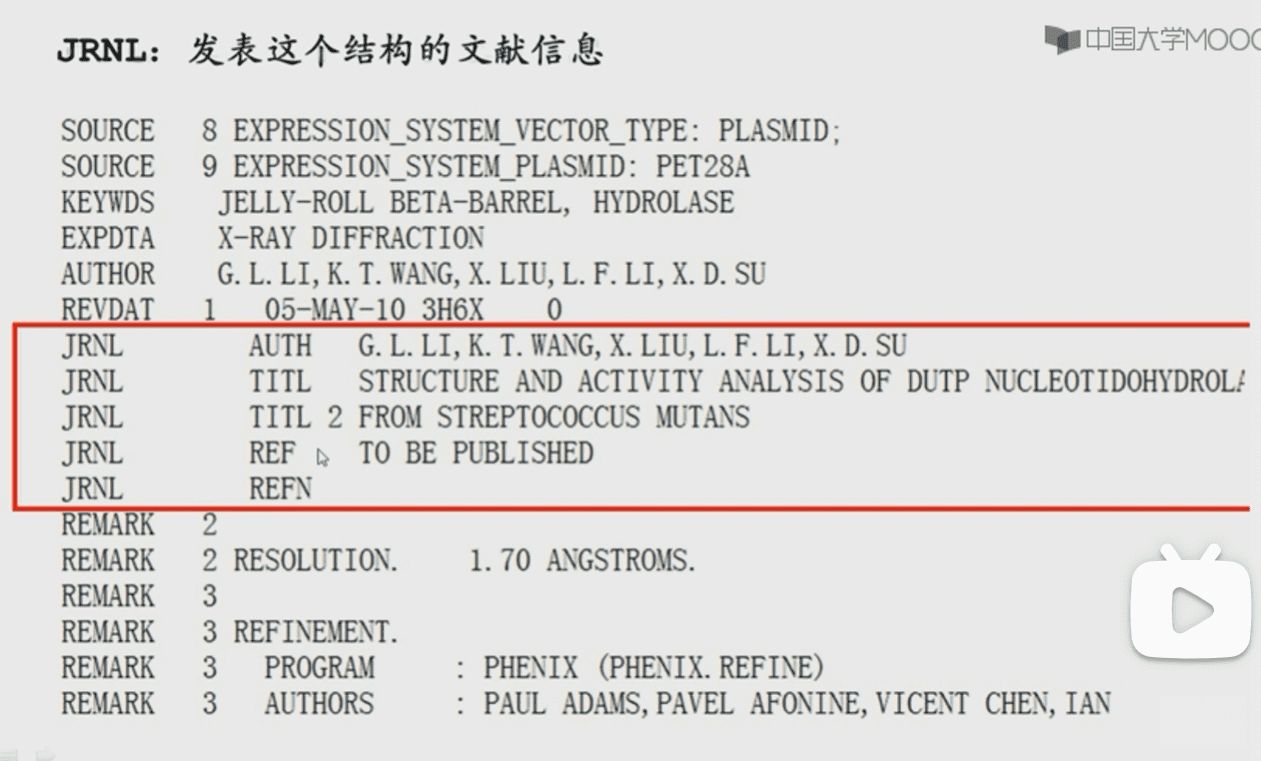 JRNL: 发表这个结构的文献信息
中国大学MOOC
SOURCE   8 EXPRESSION_SYSTEM_VECTOR_TYPE: PLASMID;
SOURCE   9 EXPRESSION_SYSTEM_PLASMID: PET28A
KEYWDS    JELLY-ROLL BETA-BARREL, HYDROLASE
EXPDTA    X-RAY DIFFRACTION
AUTHOR    G.L.LI,K.T.WANG,X.LIU,L.F.LI,X.D.SU
REVDAT   1   05-MAY-10 3H6X    0
JRNL        AUTH   G.L.LI,K.T.WANG,X.LIU,L.F.LI,X.D.SU
JRNL        TITL   STRUCTURE AND ACTIVITY ANALYSIS OF DUTP NUCLEOTIDOHYDROLA
JRNL        TITL 2 FROM STREPTOCOCCUS MUTANS
JRNL        REF    TO BE PUBLISHED
JRNL        REFN
REMARK   2
REMARK   2 RESOLUTION.    1.70 ANGSTROMS.
REMARK   3
REMARK   3 REFINEMENT.
REMARK   3   PROGRAM     : PHENIX (PHENIX.REFINE)
REMARK   3   AUTHORS     : PAUL ADAMS,PAVEL AFONINE,VICENT CHEN,IAN